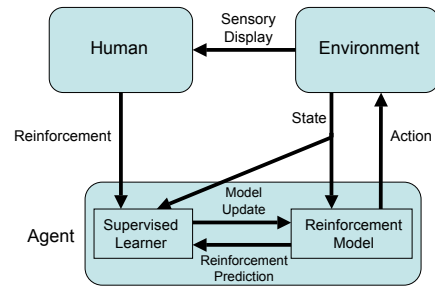 Sensory
Display
Human
Environment
Reinforcement
State
Action
Model
Update
Agent
Supervised
Learner
Reinforcement
Model
Reinforcement
Prediction